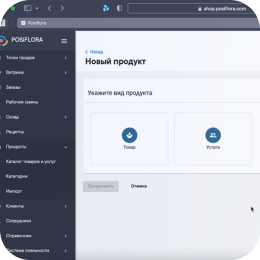 shop.posiflora.com
Posiflora
POSIFLORA
Точки продаж
Витрина
Заказы
Рабочие смены
Склад
Рецепты
Продукты
Каталог товаров и услуг
Категории
Импорт
Клиенты
Сотрудники
Справочник
Система лояльности
Назад
Новый продукт
Укажите вид продукта
Товар
Услуга
Продолжить
Отмена